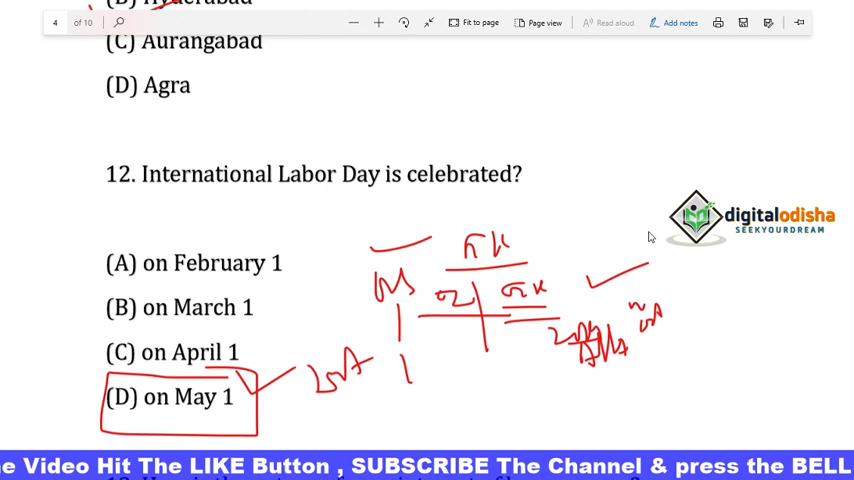 (B) Hyderabad
4 of 10 Fit to page Page view Read aloud Add notes
(C) Aurangabad
(D) Agra
12. International Labor Day is celebrated?
digitalodisha
SEEKYOURDREAM
(A) on February 1
(B) on March 1
(C) on April 1
(D) on May 1
e Video Hit The LIKE Button , SUBSCRIBE The Channel & press the BELL